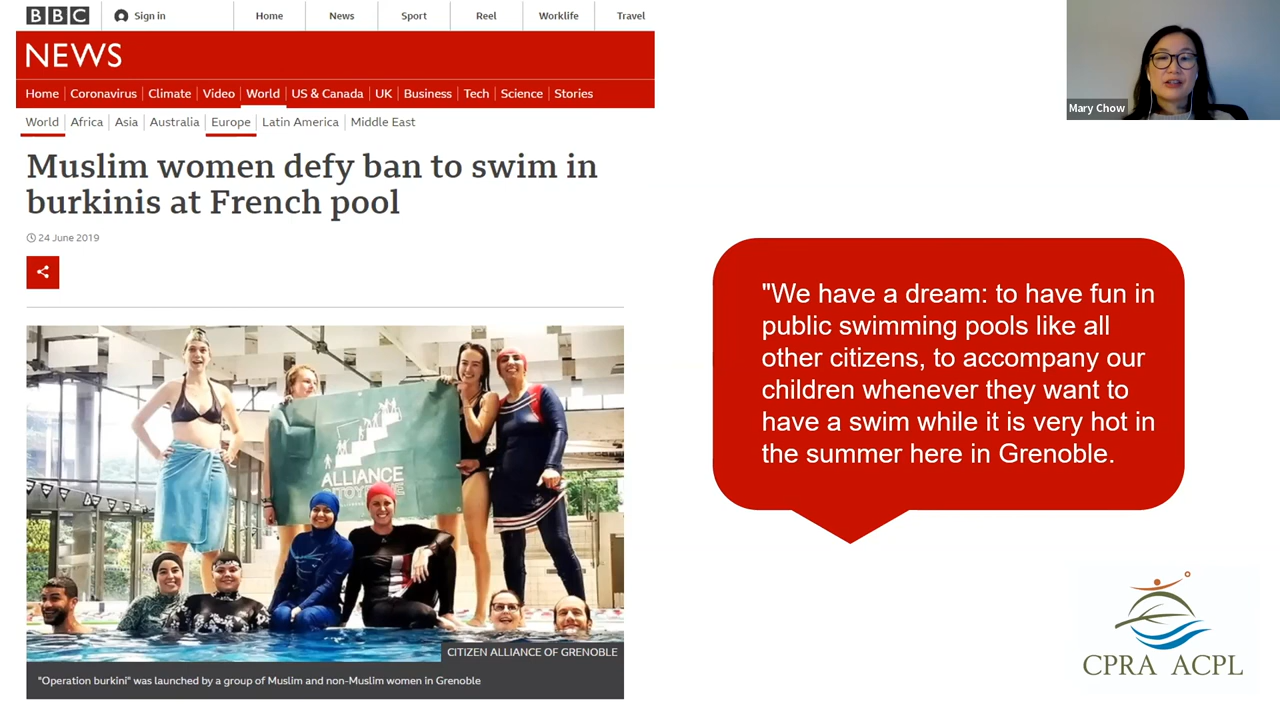 BBC
Sign in
Home
News
Sport
Reel
Worklife
Travel
NEWS
Home
Coronavirus
Climate
Video
World
US & Canada
UK
Business
Tech
Science
Stories
World
Africa
Asia
Australia
Europe
Latin America
Middle East
Muslim women defy ban to swim in
burkinis at French pool
24 June 2019
ALLIANCE
CITIZEN ALLIANCE OF GRENOBLE
"Operation burkini" was launched by a group of Muslim and non-Muslim women in Grenoble
Mary Chow
"We have a dream: to have fun in
public swimming pools like all
other citizens, to accompany our
children whenever they want to
have a swim while it is very hot in
the summer here in Grenoble.
CPRA ACPL